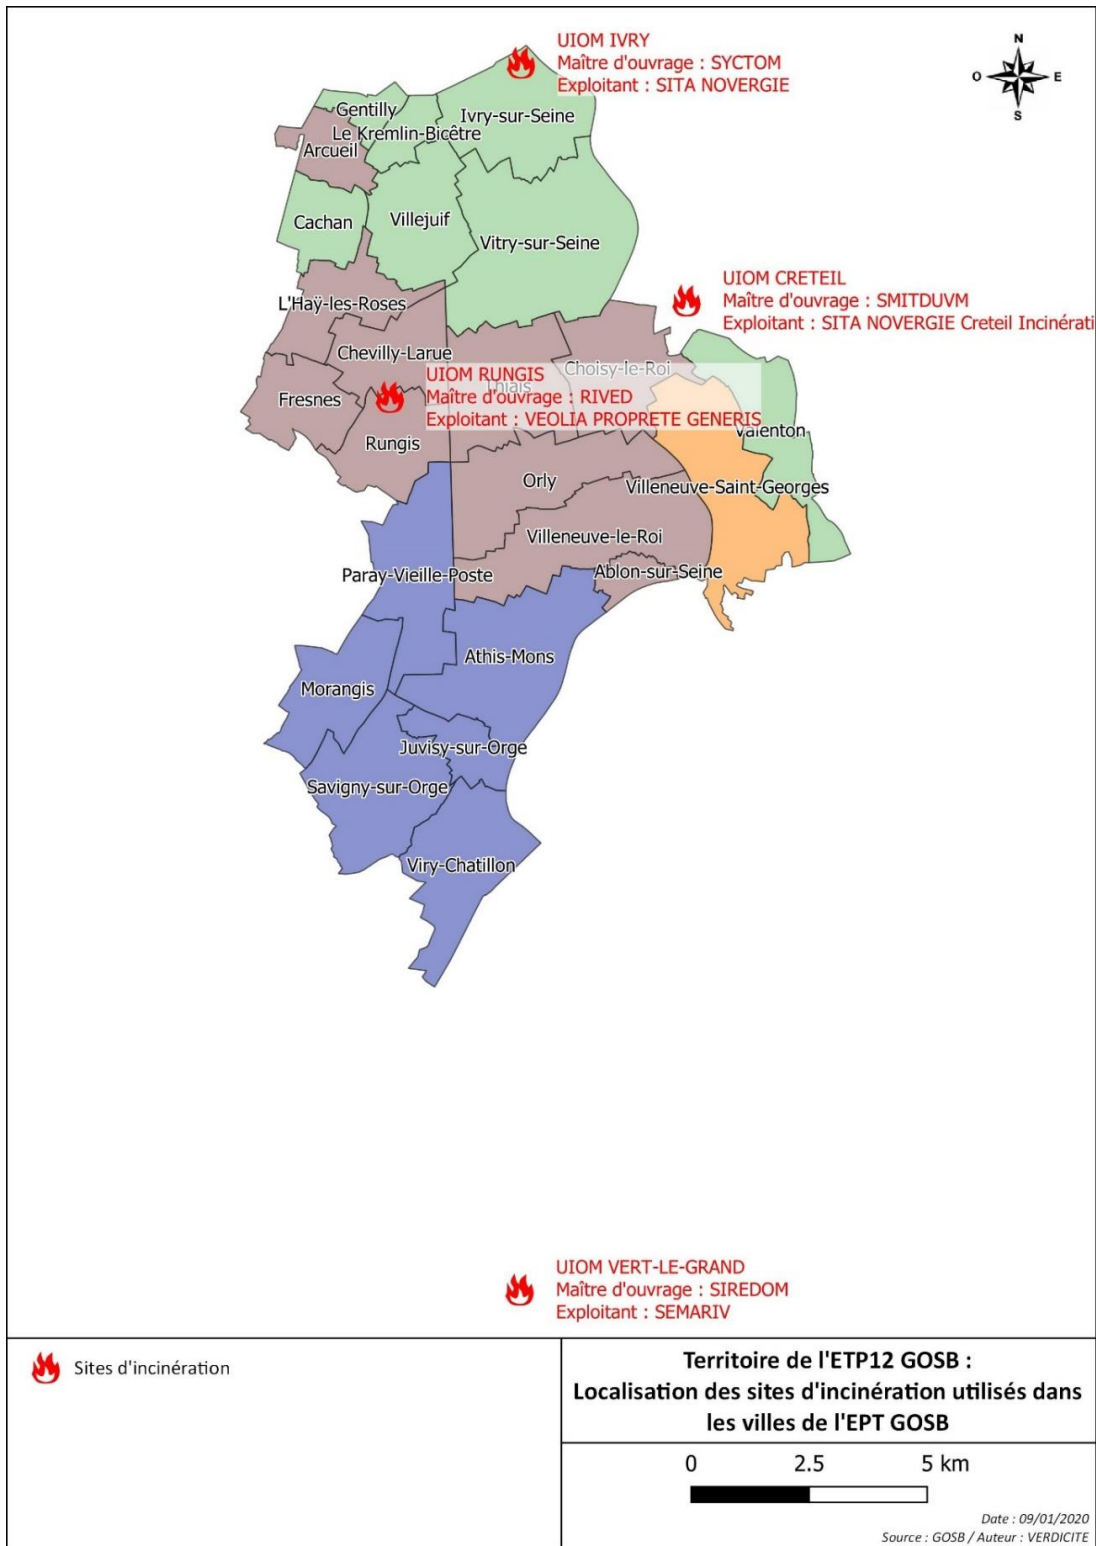 UIOM IVRY
Maître d'ouvrage : SYCTOM
Exploitant : SITA NOVERGIE
N
O
E
S
Gentilly
Le Kremlin-Bicêtre
Ivry-sur-Seine
Arcueil
Cachan
Villejuif
Vitry-sur-Seine
UIOM CRETEIL
Maître d'ouvrage : SMITDUVM
Exploitant : SITA NOVERGIE Creteil Incinérati
L'Haÿ-les-Roses
Chevilly-Larue
Choisy-le-Roi
UIOM RUNGIS
Maître d'ouvrage : RIVED
Exploitant : VEOLIA PROPRETE GENERIS
Thiais
Fresnes
Rungis
Valenton
Orly
Villeneuve-Saint-Georges
Villeneuve-le-Roi
Ablon-sur-Seine
Paray-Vieille-Poste
Athis-Mons
Morangis
Juvisy-sur-Orge
Savigny-sur-Orge
Viry-Chatillon
UIOM VERT-LE-GRAND
Maître d'ouvrage : SIREDOM
Exploitant : SEMARIV
Sites d'incinération
Territoire de l'ETP12 GOSB :
Localisation des sites d'incinération utilisés dans
les villes de l'EPT GOSB
0 2.5 5 km
Date : 09/01/2020
Source : GOSB / Auteur : VERDICITE